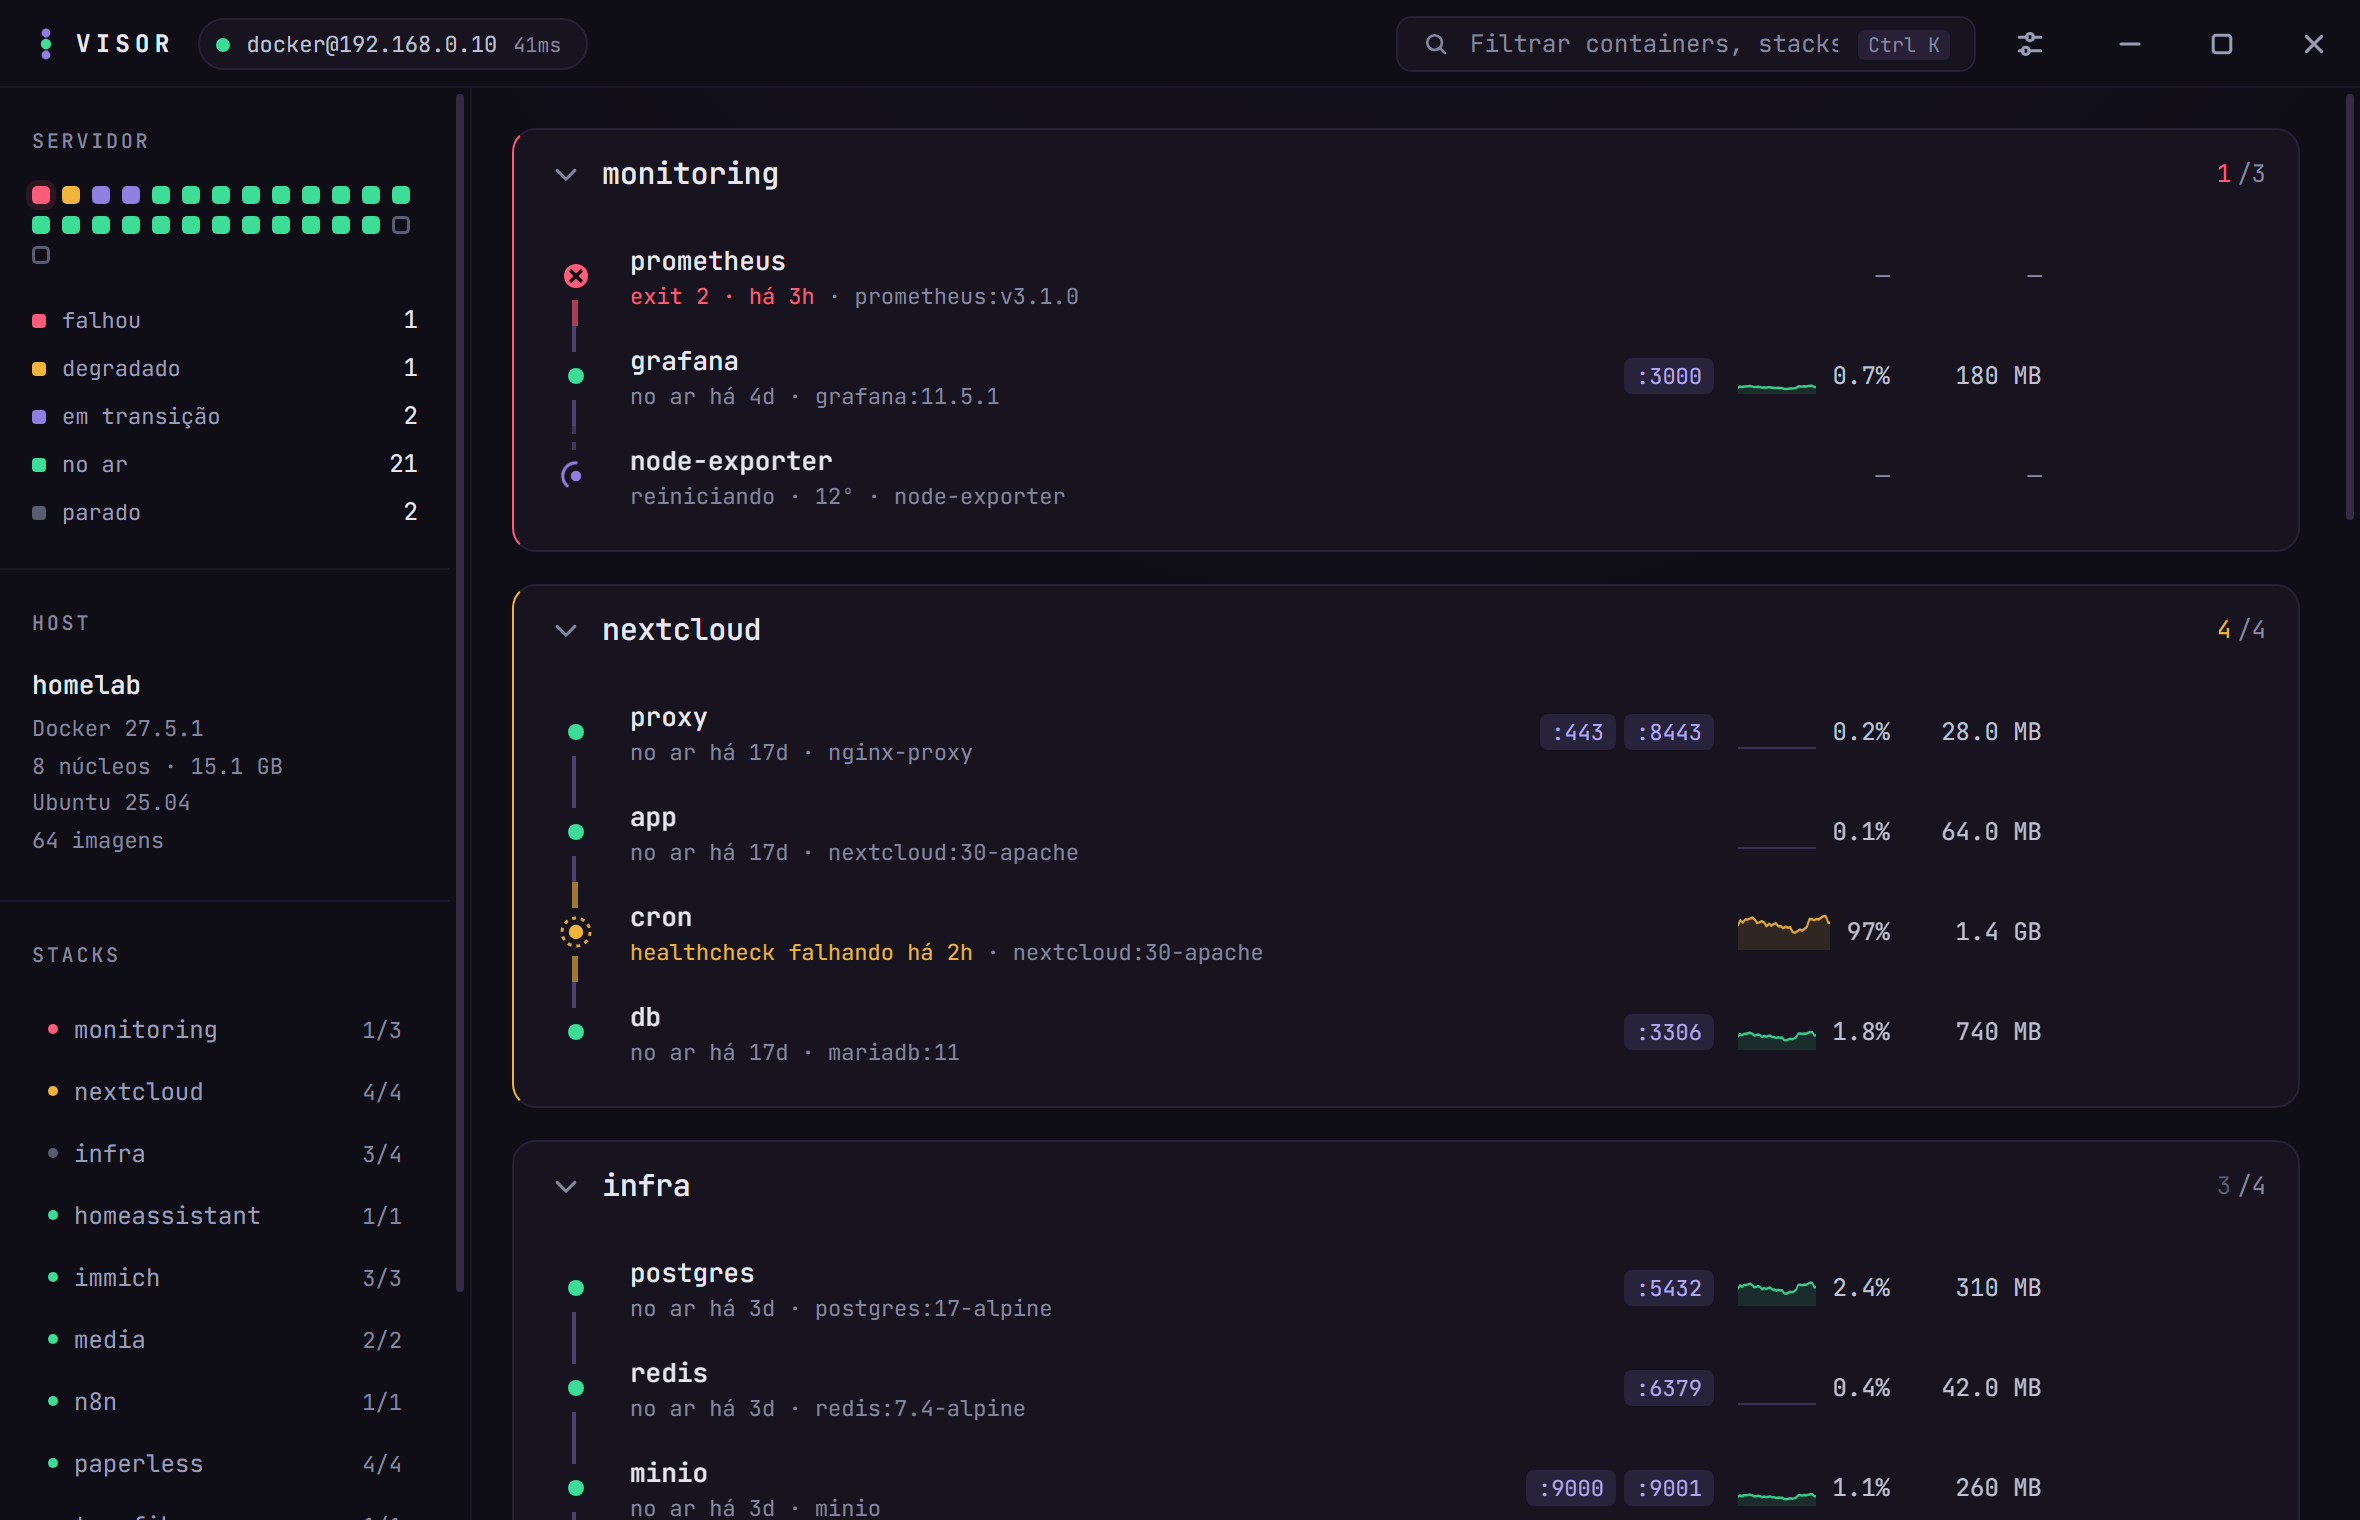 VISOR docker@192.168.0.10 41ms Filtrar containers, stacks Ctrl K
SERVIDOR
falhou 1
degradado 1
em transição 2
no ar 21
parado 2
HOST
homelab
Docker 27.5.1
8 núcleos · 15.1 GB
Ubuntu 25.04
64 imagens
STACKS
monitoring 1/3
nextcloud 4/4
infra 3/4
homeassistant 1/1
immich 3/3
media 2/2
n8n 1/1
paperless 4/4
monitoring 1/3
prometheus
exit 2 · há 3h · prometheus:v3.1.0 — —
grafana
no ar há 4d · grafana:11.5.1 :3000 0.7% 180 MB
node-exporter
reiniciando · 12° · node-exporter — —
nextcloud 4/4
proxy
no ar há 17d · nginx-proxy :443 :8443 0.2% 28.0 MB
app
no ar há 17d · nextcloud:30-apache 0.1% 64.0 MB
cron
healthcheck falhando há 2h · nextcloud:30-apache 97% 1.4 GB
db
no ar há 17d · mariadb:11 :3306 1.8% 740 MB
infra 3/4
postgres
no ar há 3d · postgres:17-alpine :5432 2.4% 310 MB
redis
no ar há 3d · redis:7.4-alpine :6379 0.4% 42.0 MB
minio
no ar há 3d · minio :9000 :9001 1.1% 260 MB